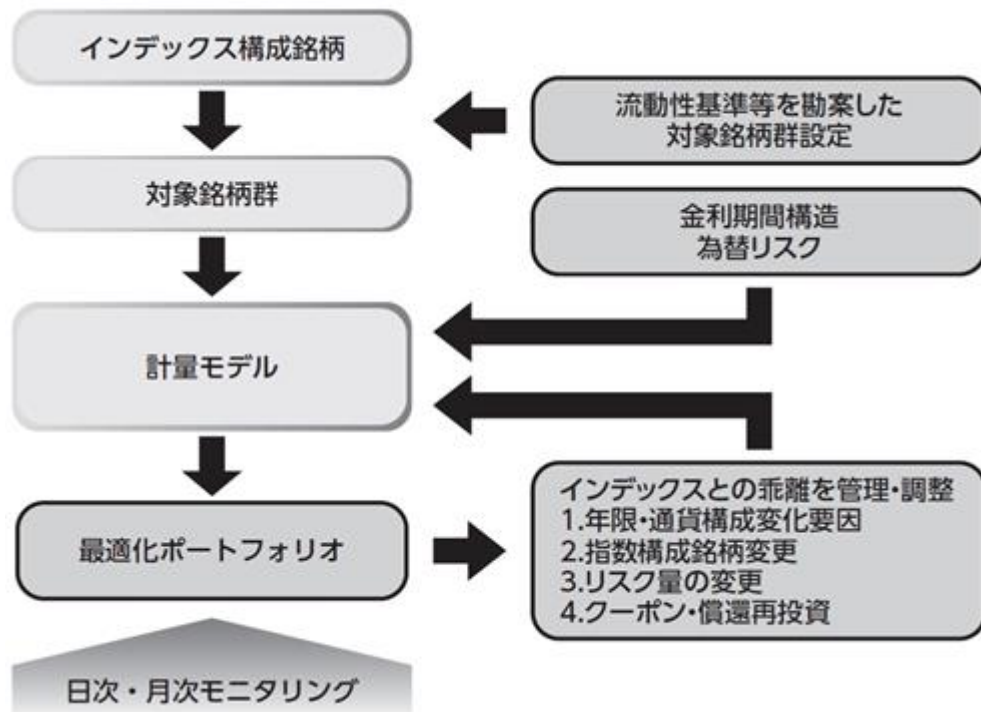 インデックス構成銘柄
流動性基準等を勘案した
対象銘柄群設定
対象銘柄群
金利期間構造
為替リスク
計量モデル
最適化ポートフォリオ
インデックスとの乖離を管理・調整
1.年限・通貨構成変化要因
2.指数構成銘柄変更
3.リスク量の変更
4.クーポン・償還再投資
日次・月次モニタリング